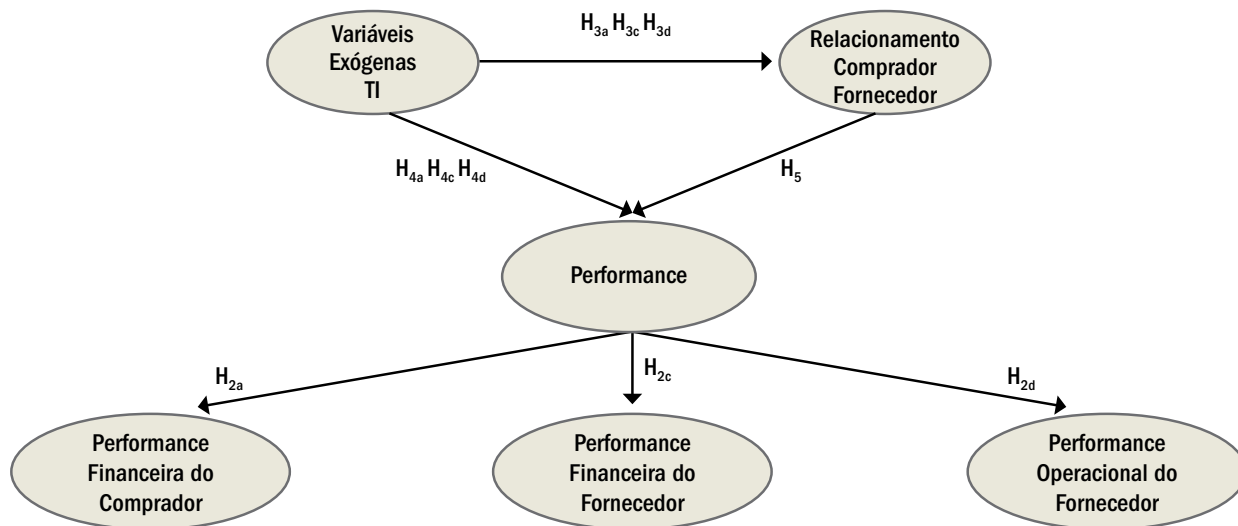 Variáveis
Exógenas
TI
H3a H3c H3d
Relacionamento
Comprador
Fornecedor
H4a H4c H4d
H5
Performance
H2a
H2c
H2d
Performance
Financeira do
Comprador
Performance
Financeira do
Fornecedor
Performance
Operacional do
Fornecedor